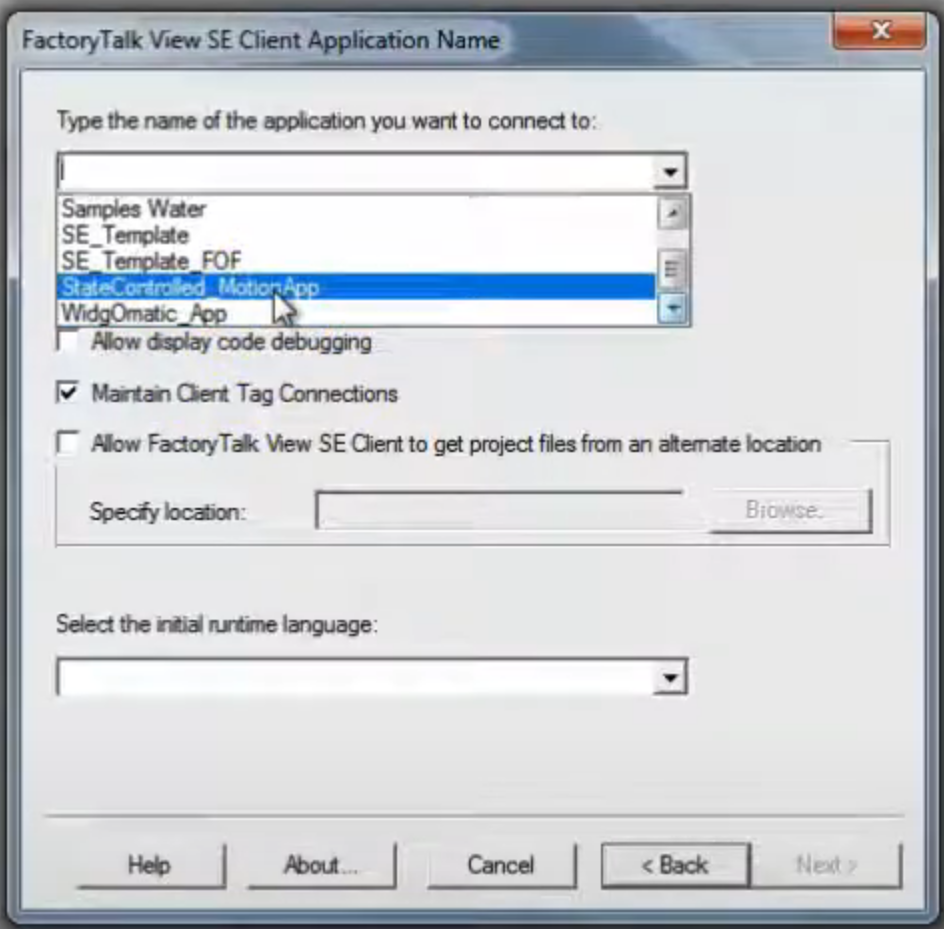 FactoryTalk View SE Client Application Name
Type the name of the application you want to connect to:
Samples Water
SE_Template
SE_Template_FOF
StateControlled_MotionApp
WidgOmatic_App
Allow display code debugging
Maintain Client Tag Connections
Allow FactoryTalk View SE Client to get project files from an alternate location
Specify location:
Browse..
Select the initial runtime language:
Help
About...
Cancel
< Back
Next >